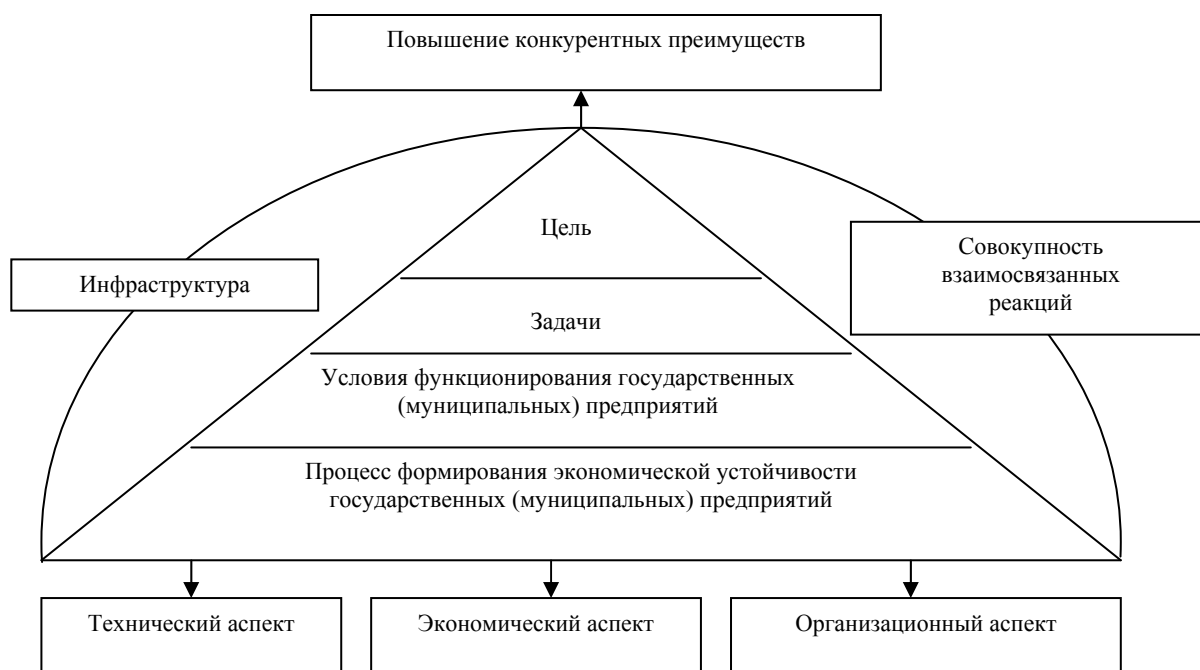 Повышение конкурентных преимуществ
Цель
Совокупность
взаимосвязанных
реакций
Инфраструктура
Задачи
Условия функционирования государственных
(муниципальных) предприятий
Процесс формирования экономической устойчивости
государственных (муниципальных) предприятий
Технический аспект
Экономический аспект
Организационный аспект